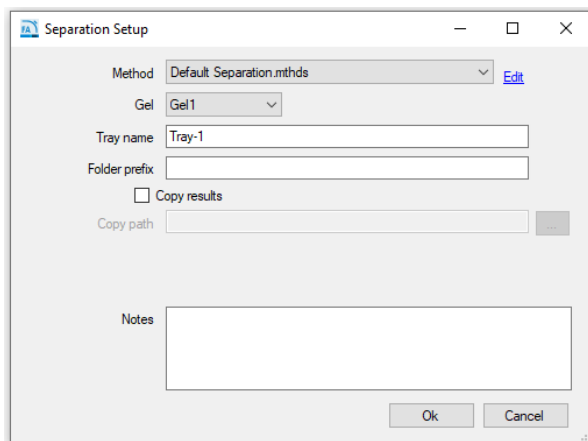 FA Separation Setup
Method Default Separation.mthds Edit
Gel Gel1
Tray name Tray-1
Folder prefix
Copy results
Copy path ...
Notes
Ok Cancel